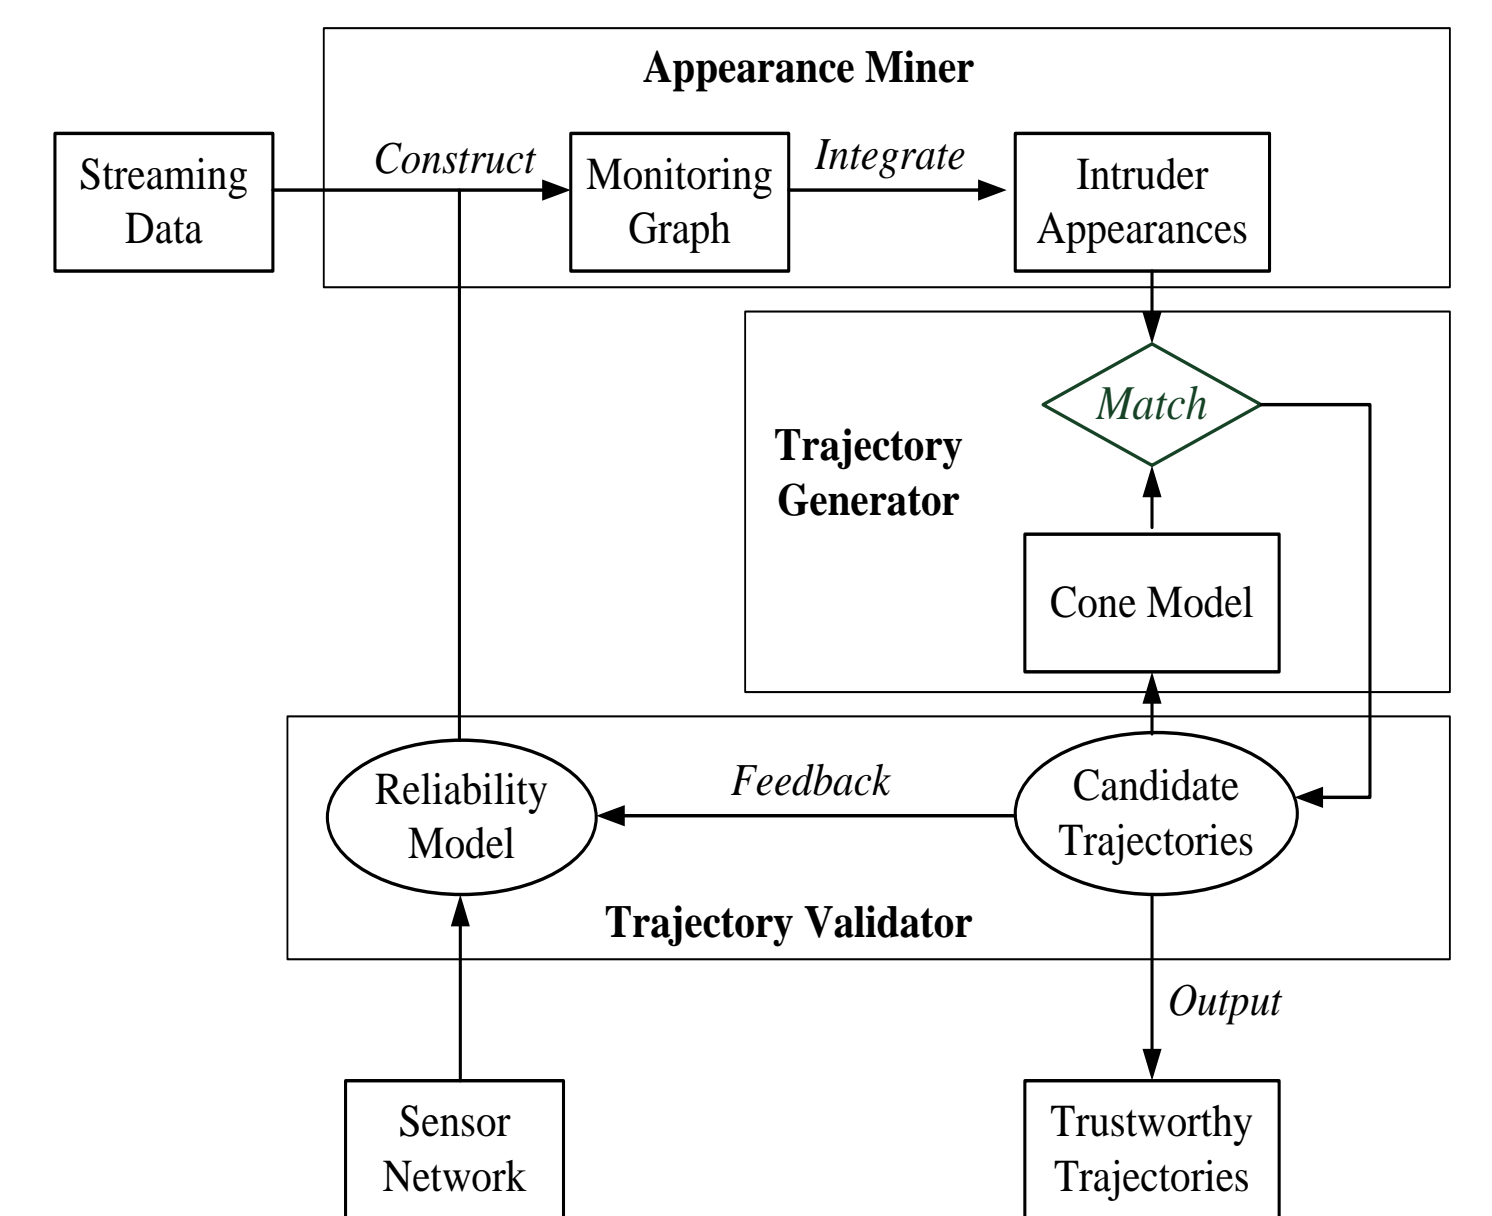 Appearance Miner
Streaming
Data
Construct
Monitoring
Graph
Integrate
Intruder
Appearances
Match
Trajectory
Generator
Cone Model
Reliability
Model
Feedback
Candidate
Trajectories
Trajectory Validator
Output
Sensor
Network
Trustworthy
Trajectories